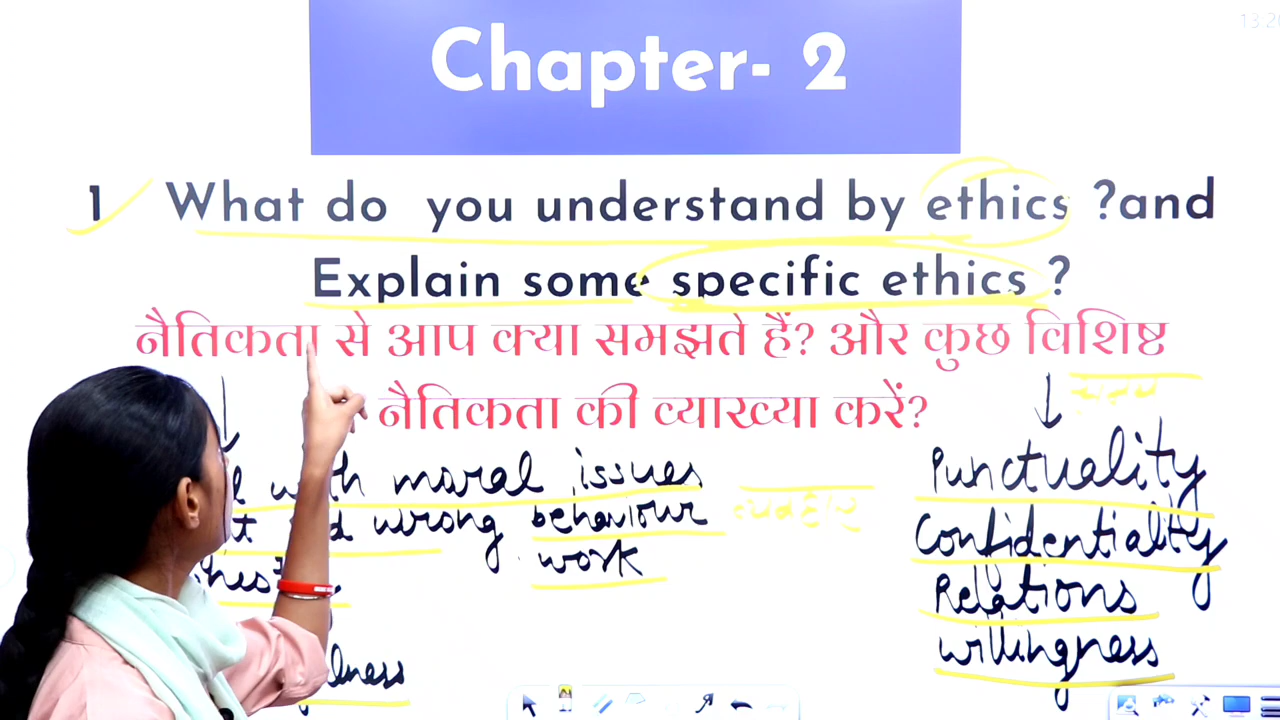 Chapter- 2
1 What do you understand by ethics ?and
Explain some specific ethics ?
नैतिकता से आप क्या समझते हैं? और कुछ विशिष्ट
नैतिकता की व्याख्या करें?
with moral issues
wrong behaviour
work
Punctuality
Confidentiality
Relations
willingness